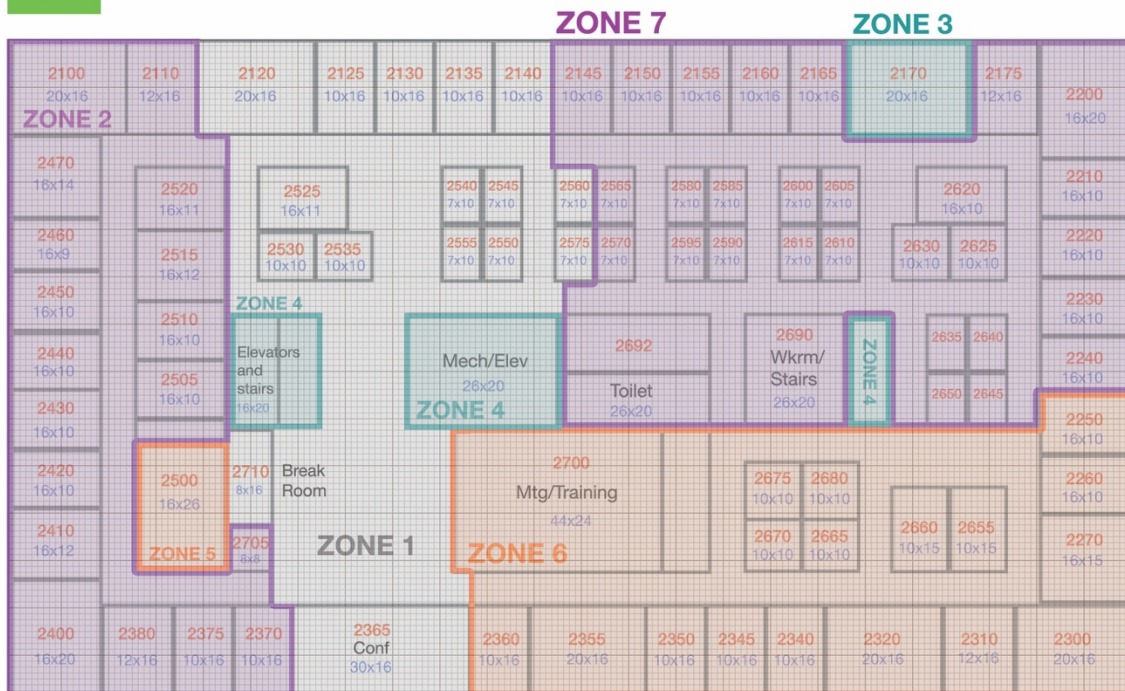 ZONE 7
ZONE 3
2100
20x16
2110
12x16
2120
20x16
2125
10x16
2130
10x16
2135
10x16
2140
10x16
2145
10x16
2150
10x16
2155
10x16
2160
10x16
2165
10x16
2170
20x16
2175
12x16
2200
16x20
ZONE 2
2470
16x14
2520
16x11
2525
16x11
2540
7x10
2545
7x10
2560
7x10
2565
7x10
2580
7x10
2585
7x10
2600
7x10
2605
7x10
2620
16x10
2210
16x10
2460
16x9
2515
16x12
2530
10x10
2535
10x10
2555
7x10
2550
7x10
2575
7x10
2570
7x10
2595
7x10
2590
7x10
2615
7x10
2610
7x10
2630
10x10
2625
10x10
2220
16x10
2450
16x10
2510
16x10
ZONE 4
Elevators
and
stairs
16x20
Mech/Elev
26x20
ZONE 4
2692
Toilet
26x20
2690
Wkrm/
Stairs
26x20
ZONE 4
2635
2640
2650
2645
2230
16x10
2240
16x10
2440
16x10
2505
16x10
2430
16x10
2250
16x10
2420
16x10
2500
16x26
ZONE 5
2710
8x16
Break
Room
2705
8x8
ZONE 1
2700
Mtg/Training
44x24
ZONE 6
2675
10x10
2680
10x10
2670
10x10
2665
10x10
2660
10x15
2655
10x15
2260
16x10
2270
16x15
2410
16x12
2400
16x20
2380
12x16
2375
10x16
2370
10x16
2365
Conf
30x16
2360
10x16
2355
20x16
2350
10x16
2345
10x16
2340
10x16
2320
20x16
2310
12x16
2300
20x16